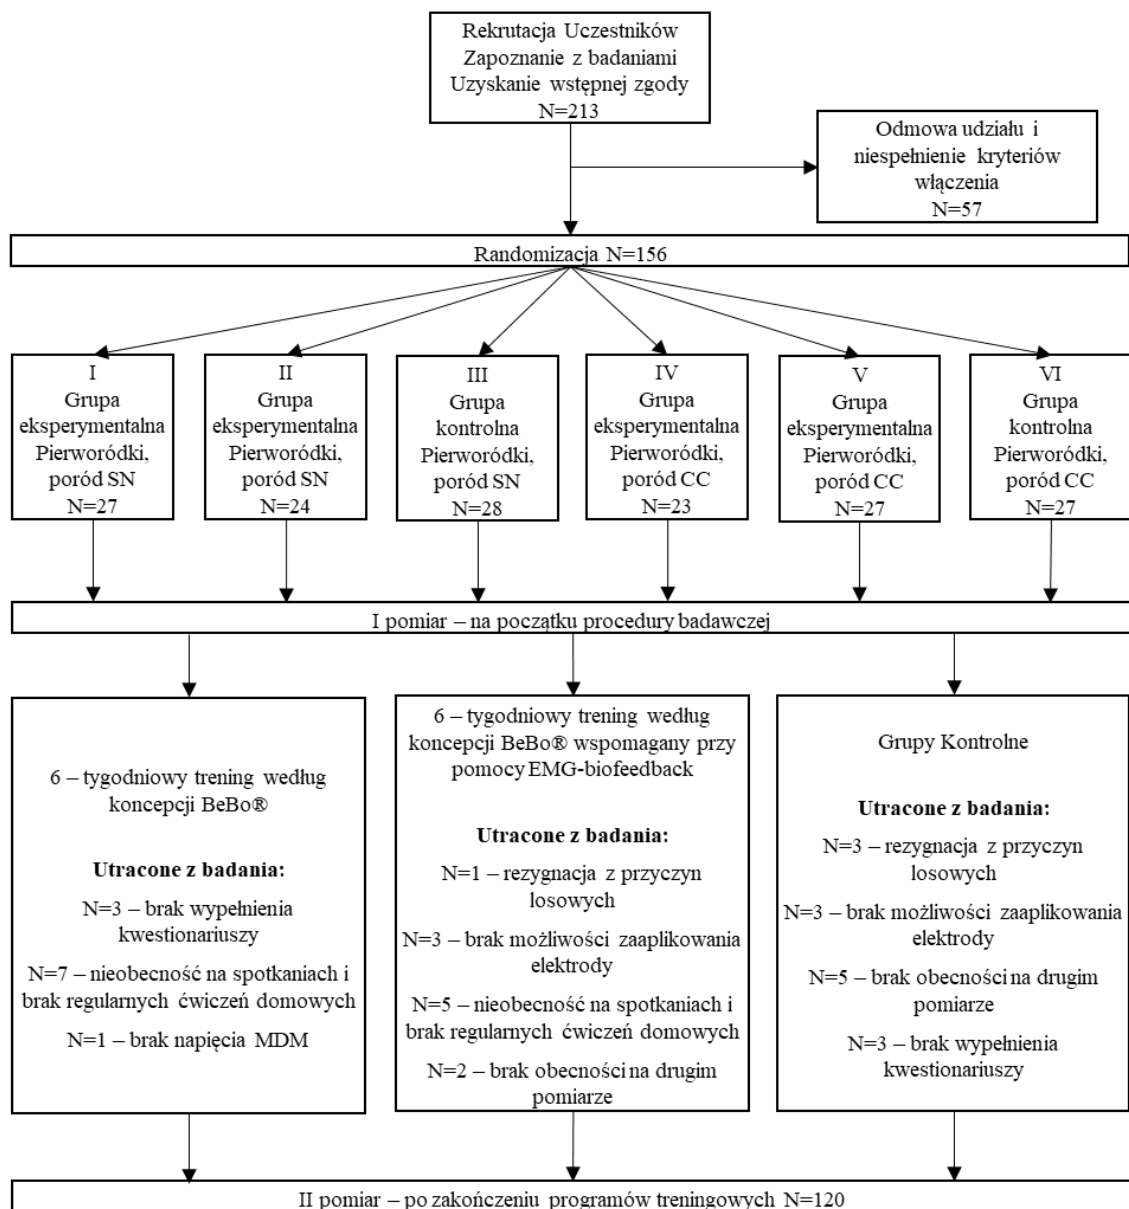 Rekrutacja Uczestników
Zapoznanie z badaniami
Uzyskanie wstępnej zgody
N=213
Odmowa udziału i
niespełnienie kryteriów
włączenia
N=57
Randomizacja N=156
I
Grupa
eksperymentalna
Pierworódki,
poród SN
N=27
II
Grupa
eksperymentalna
Pierworódki,
poród SN
N=24
III
Grupa
kontrolna
Pierworódki,
poród SN
N=28
IV
Grupa
eksperymentalna
Pierworódki,
poród CC
N=23
V
Grupa
eksperymentalna
Pierworódki,
poród CC
N=27
VI
Grupa
kontrolna
Pierworódki,
poród CC
N=27
I pomiar – na początku procedury badawczej
6 – tygodniowy trening według
koncepcji BeBo®
Utracone z badania:
N=3 – brak wypełnienia
kwestionariuszy
N=7 – nieobecność na spotkaniach i
brak regularnych ćwiczeń domowych
N=1 – brak napięcia MDM
6 – tygodniowy trening według
koncepcji BeBo® wspomagany przy
pomocy EMG-biofeedback
Utracone z badania:
N=1 – rezygnacja z przyczyn
losowych
N=3 – brak możliwości zaaplikowania
elektrody
N=5 – nieobecność na spotkaniach i
brak regularnych ćwiczeń domowych
N=2 – brak obecności na drugim
pomiarze
Grupy Kontrolne
Utracone z badania:
N=3 – rezygnacja z przyczyn
losowych
N=3 – brak możliwości zaaplikowania
elektrody
N=5 – brak obecności na drugim
pomiarze
N=3 – brak wypełnienia
kwestionariuszy
II pomiar – po zakończeniu programów treningowych N=120